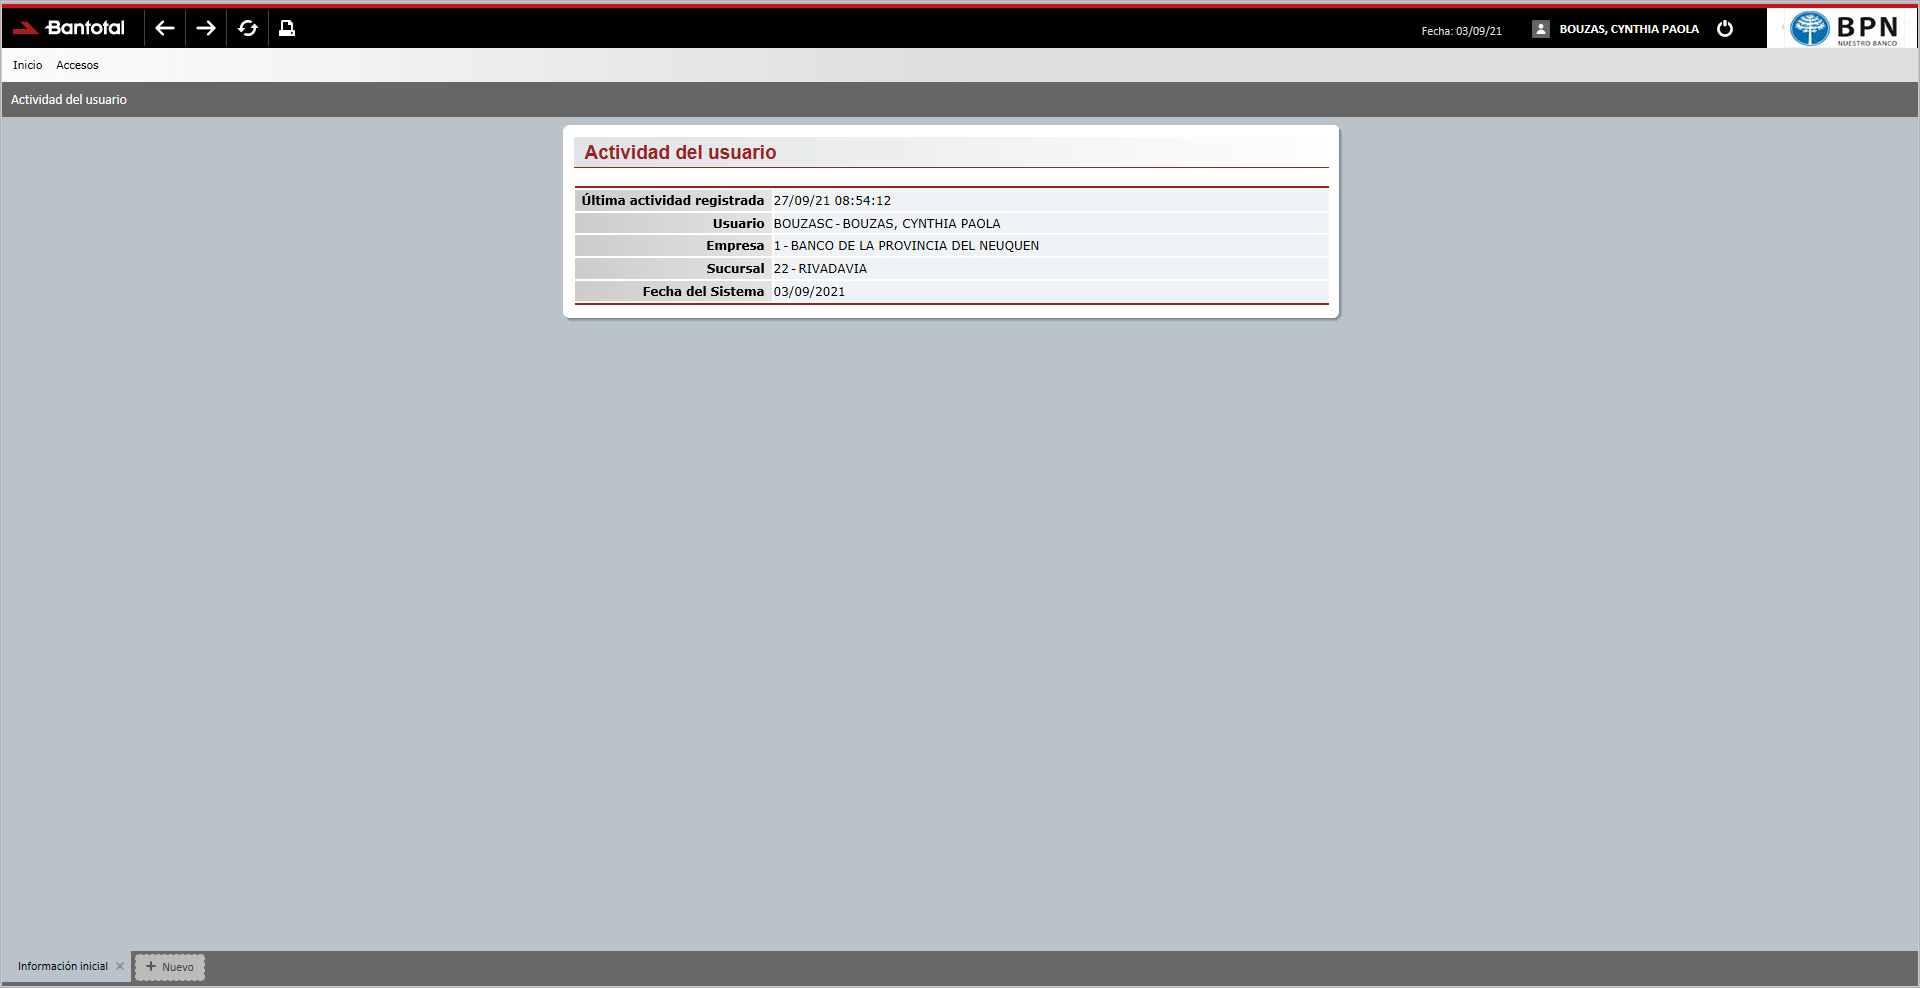 Bantotal
Fecha: 03/09/21
BOUZAS, CYNTHIA PAOLA
BPN
NUESTRO BANCO
Inicio Accesos
Actividad del usuario
Actividad del usuario
Última actividad registrada 27/09/21 08:54:12
Usuario BOUZASC - BOUZAS, CYNTHIA PAOLA
Empresa 1 - BANCO DE LA PROVINCIA DEL NEUQUEN
Sucursal 22 - RIVADAVIA
Fecha del Sistema 03/09/2021
Información inicial
+ Nuevo